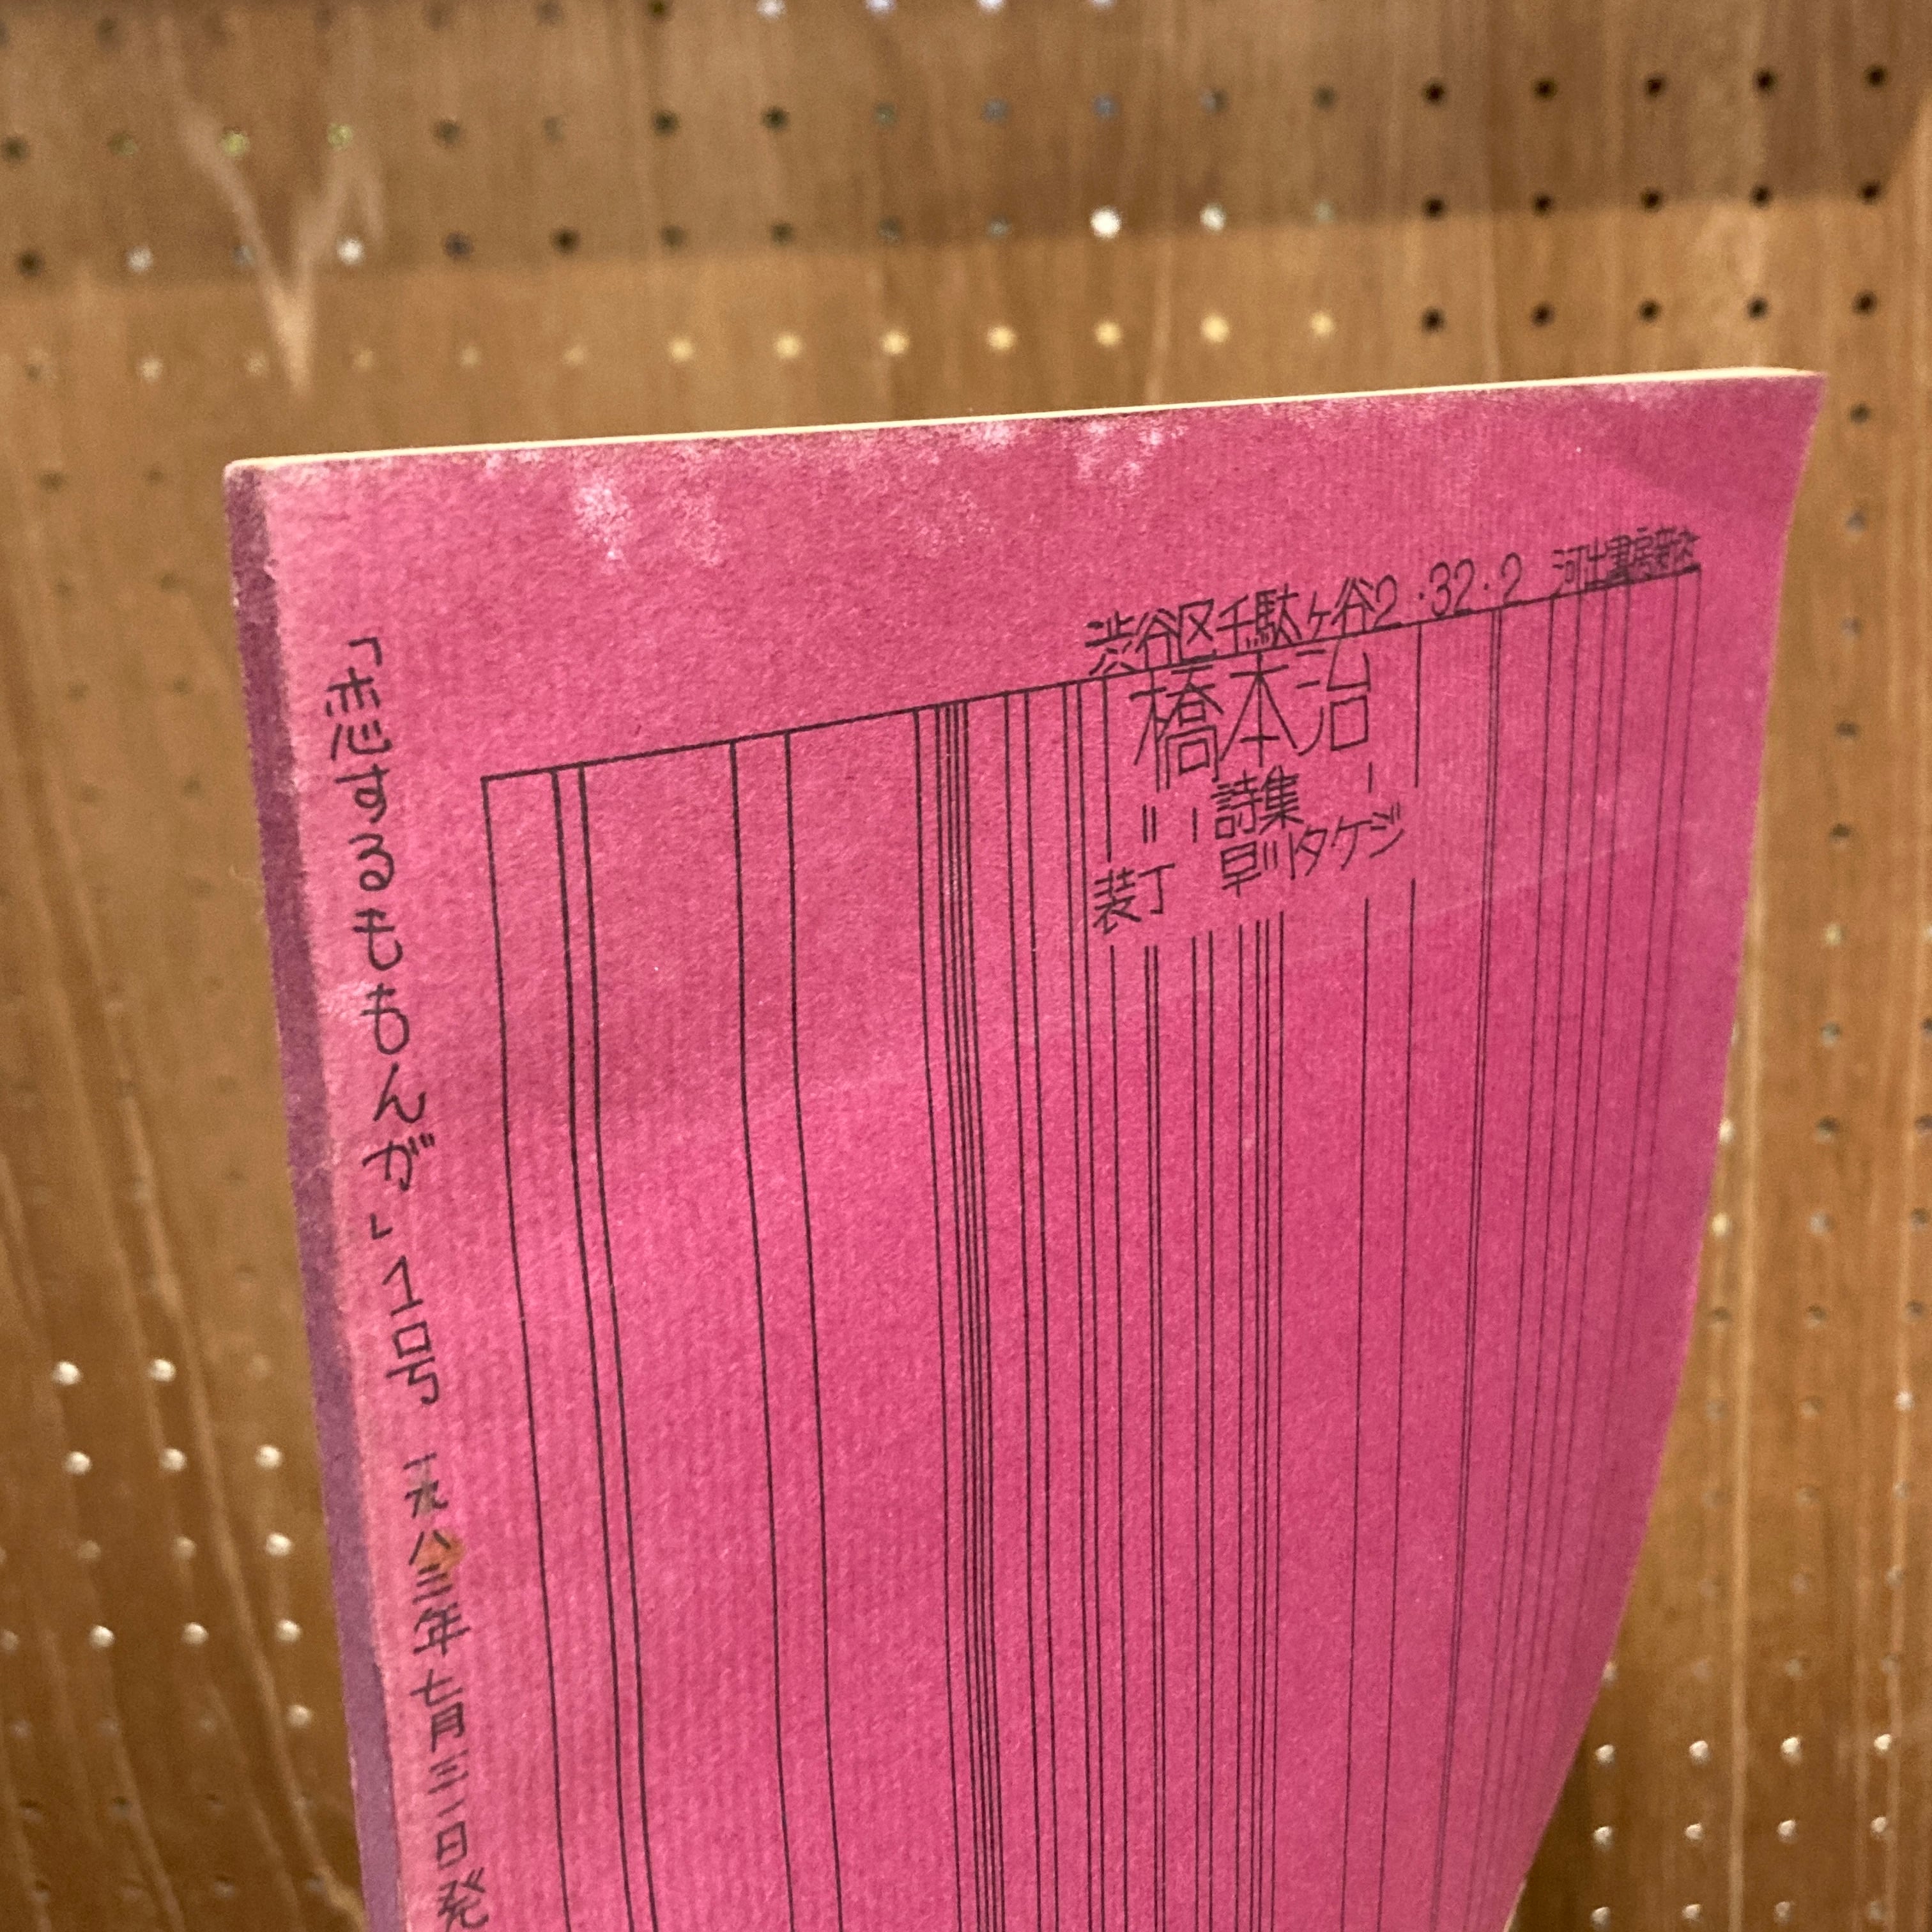 渋谷区千駄ヶ谷2・32・2 河出書房新社
橋本治
詩集
装丁 早川タケジ
「恋するももんが」1号 一九八三年七月三一日発